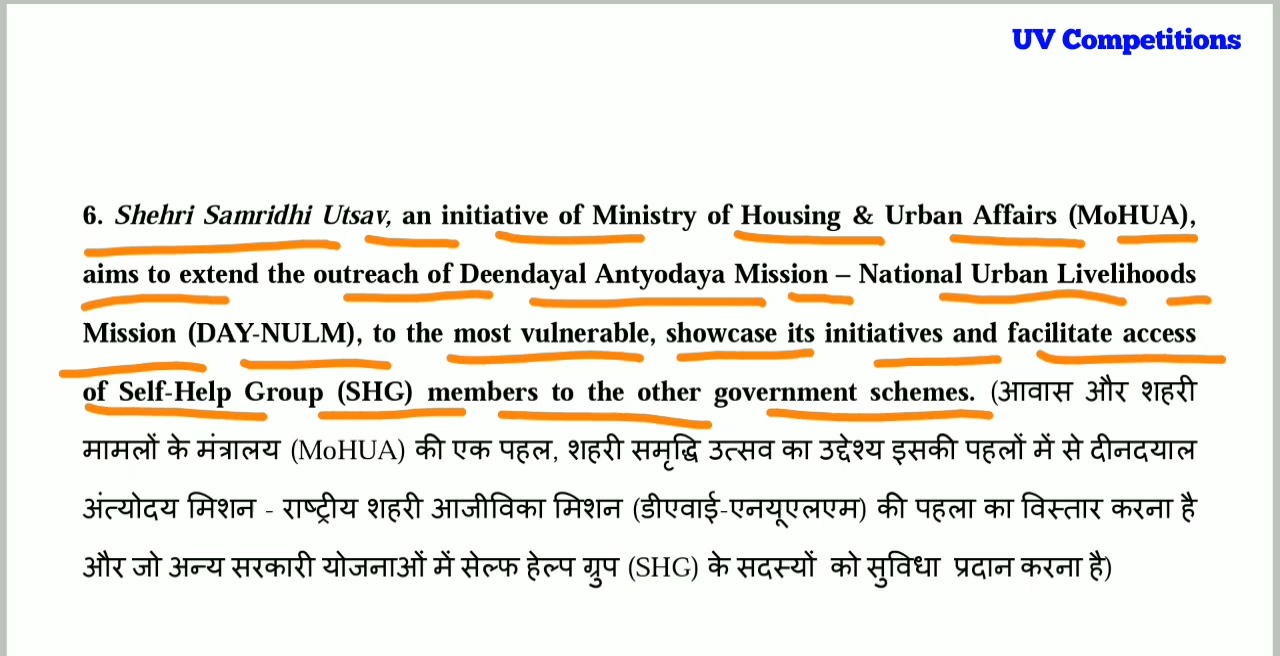 UV Competitions
6. Shehri Samridhi Utsav, an initiative of Ministry of Housing & Urban Affairs (MoHUA),
aims to extend the outreach of Deendayal Antyodaya Mission – National Urban Livelihoods
Mission (DAY-NULM), to the most vulnerable, showcase its initiatives and facilitate access
of Self-Help Group (SHG) members to the other government schemes. (आवास और शहरी
मामलों के मंत्रालय (MoHUA) की एक पहल, शहरी समृद्धि उत्सव का उद्देश्य इसकी पहलों में से दीनदयाल
अंत्योदय मिशन - राष्ट्रीय शहरी आजीविका मिशन (डीएवाई-एनयूएलएम) की पहला का विस्तार करना है
और जो अन्य सरकारी योजनाओं में सेल्फ हेल्प ग्रुप (SHG) के सदस्यों को सुविधा प्रदान करना है)